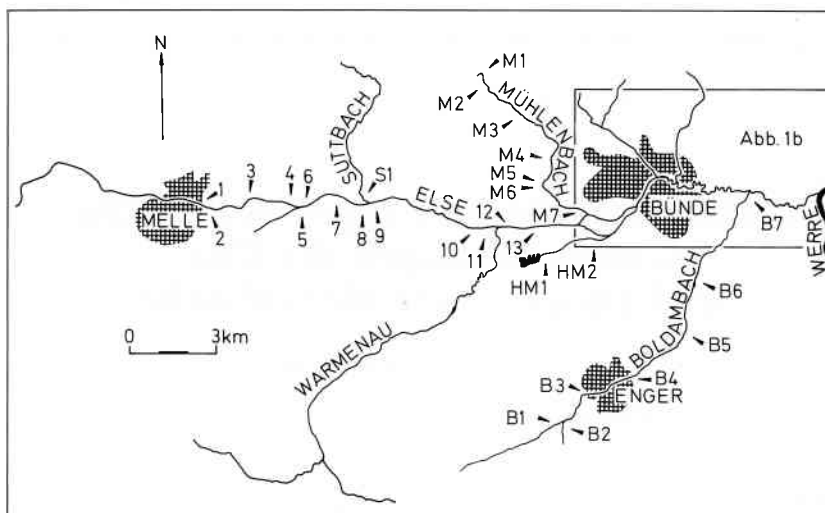 N
M1
M2
MÜHLENBACH
M3
Abb. 1b
SUTTBACH
M4
3
4
6
S1
M5
M6
1
ELSE
MELLE
2
5
7
8
9
12
M7
BÜNDE
B7
WERRE
10
11
13
HM1
HM2
0
3km
B6
WARMENAU
BOLDAMBACH
B5
B3
B4
ENGER
B1
B2